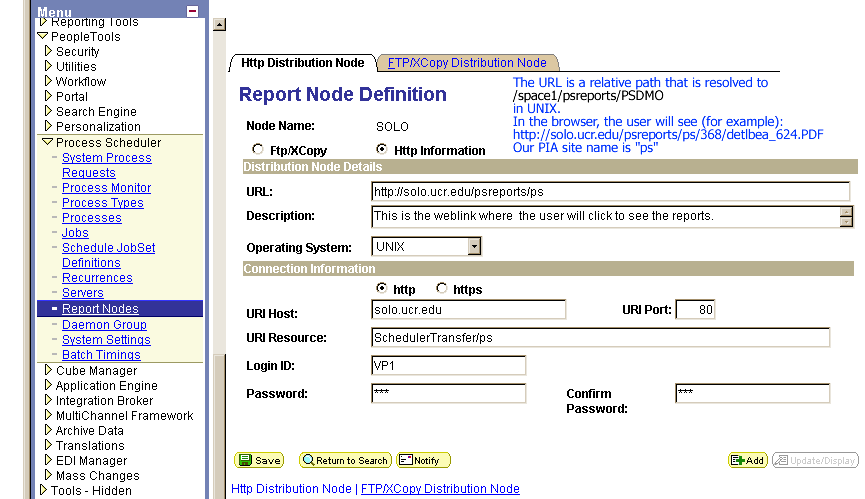 Menu
Reporting Tools
PeopleTools
Security
Utilities
Workflow
Portal
Search Engine
Personalization
Process Scheduler
System Process
Requests
Process Monitor
Process Types
Processes
Jobs
Schedule JobSet
Definitions
Recurrences
Servers
Report Nodes
Daemon Group
System Settings
Batch Timings
Cube Manager
Application Engine
Integration Broker
MultiChannel Framework
Archive Data
Translations
EDI Manager
Mass Changes
Tools - Hidden
Http Distribution Node
FTP/XCopy Distribution Node
The URL is a relative path that is resolved to
/space1/psreports/PSDMO
in UNIX.
In the browser, the user will see (for example):
http://solo.ucr.edu/psreports/ps/368/detlbea_624.PDF
Our PIA site name is "ps"
Report Node Definition
Node Name: SOLO
Ftp/XCopy Http Information
Distribution Node Details
URL: http://solo.ucr.edu/psreports/ps
Description: This is the weblink where the user will click to see the reports.
Operating System: UNIX
Connection Information
http https
URI Host: solo.ucr.edu URI Port: 80
URI Resource: SchedulerTransfer/ps
Login ID: VP1
Password: *** Confirm Password: ***
Save Return to Search Notify Add Update/Display
Http Distribution Node | FTP/XCopy Distribution Node